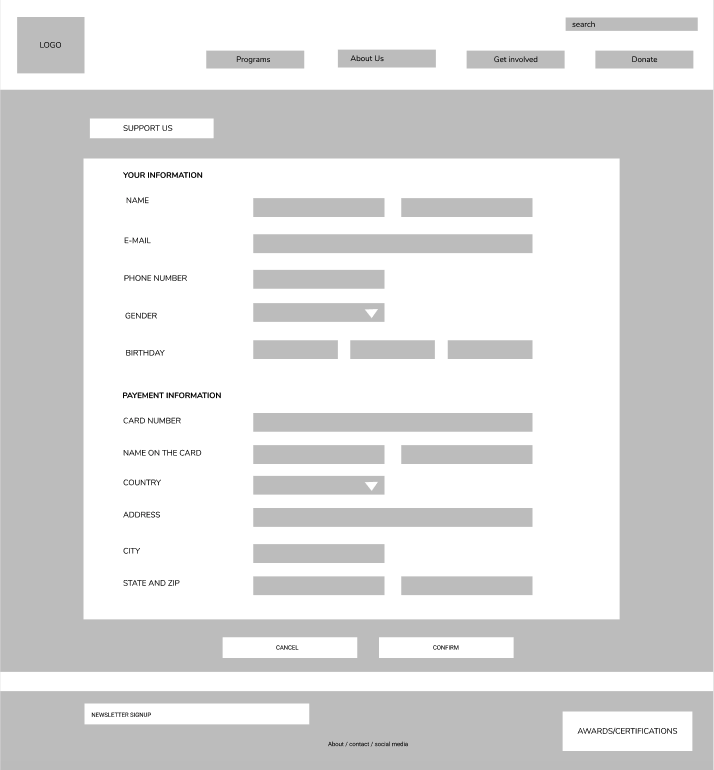 LOGO
search
Programs
About Us
Get involved
Donate
SUPPORT US
YOUR INFORMATION
NAME
E-MAIL
PHONE NUMBER
GENDER
BIRTHDAY
PAYEMENT INFORMATION
CARD NUMBER
NAME ON THE CARD
COUNTRY
ADDRESS
CITY
STATE AND ZIP
CANCEL
CONFIRM
NEWSLETTER SIGNUP
AWARDS/CERTIFICATIONS
About / contact / social media